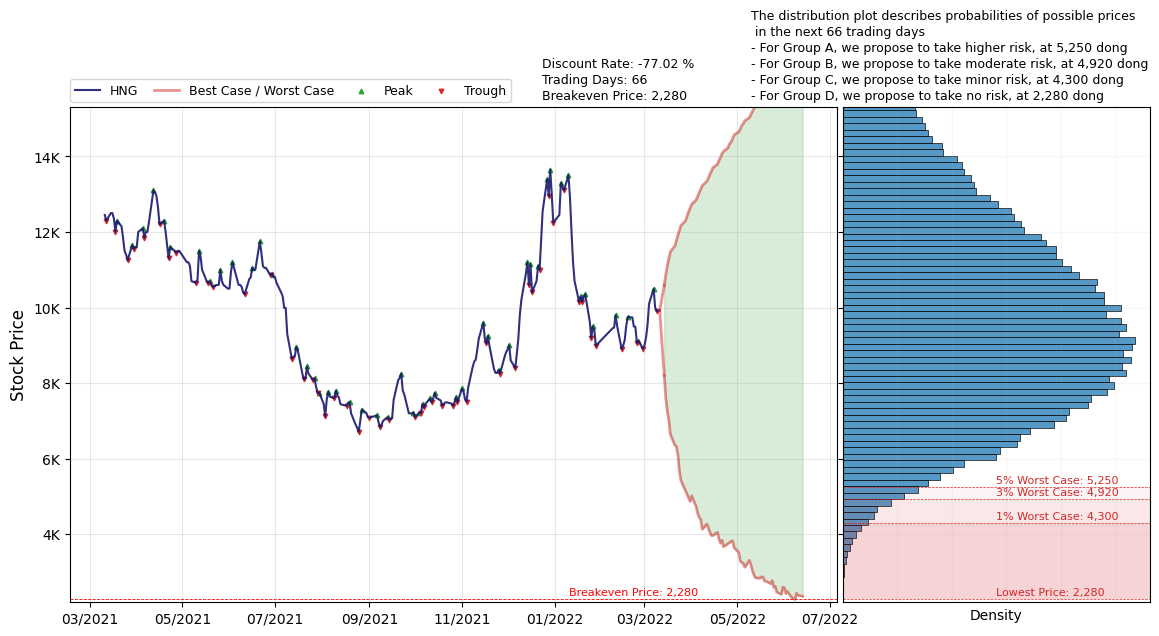 The distribution plot describes probabilities of possible prices
in the next 66 trading days
- For Group A, we propose to take higher risk, at 5,250 dong
- For Group B, we propose to take moderate risk, at 4,920 dong
- For Group C, we propose to take minor risk, at 4,300 dong
- For Group D, we propose to take no risk, at 2,280 dong
Discount Rate: -77.02 %
Trading Days: 66
Breakeven Price: 2,280
HNG
Best Case / Worst Case
Peak
Trough
Stock Price
14K
12K
10K
8K
6K
4K
Breakeven Price: 2,280
03/2021
05/2021
07/2021
09/2021
11/2021
01/2022
03/2022
05/2022
07/2022
5% Worst Case: 5,250
3% Worst Case: 4,920
1% Worst Case: 4,300
Lowest Price: 2,280
Density